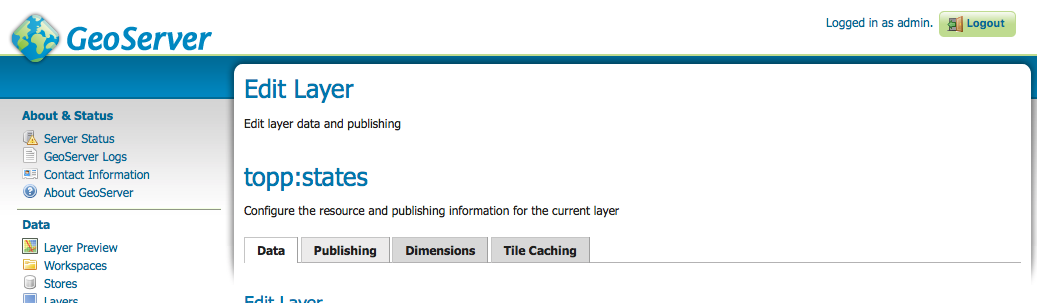 GeoServer
Logged in as admin.
Logout
About & Status
Server Status
GeoServer Logs
Contact Information
About GeoServer
Data
Layer Preview
Workspaces
Stores
Layers
Edit Layer
Edit layer data and publishing
topp:states
Configure the resource and publishing information for the current layer
Data Publishing Dimensions Tile Caching
Edit Layer